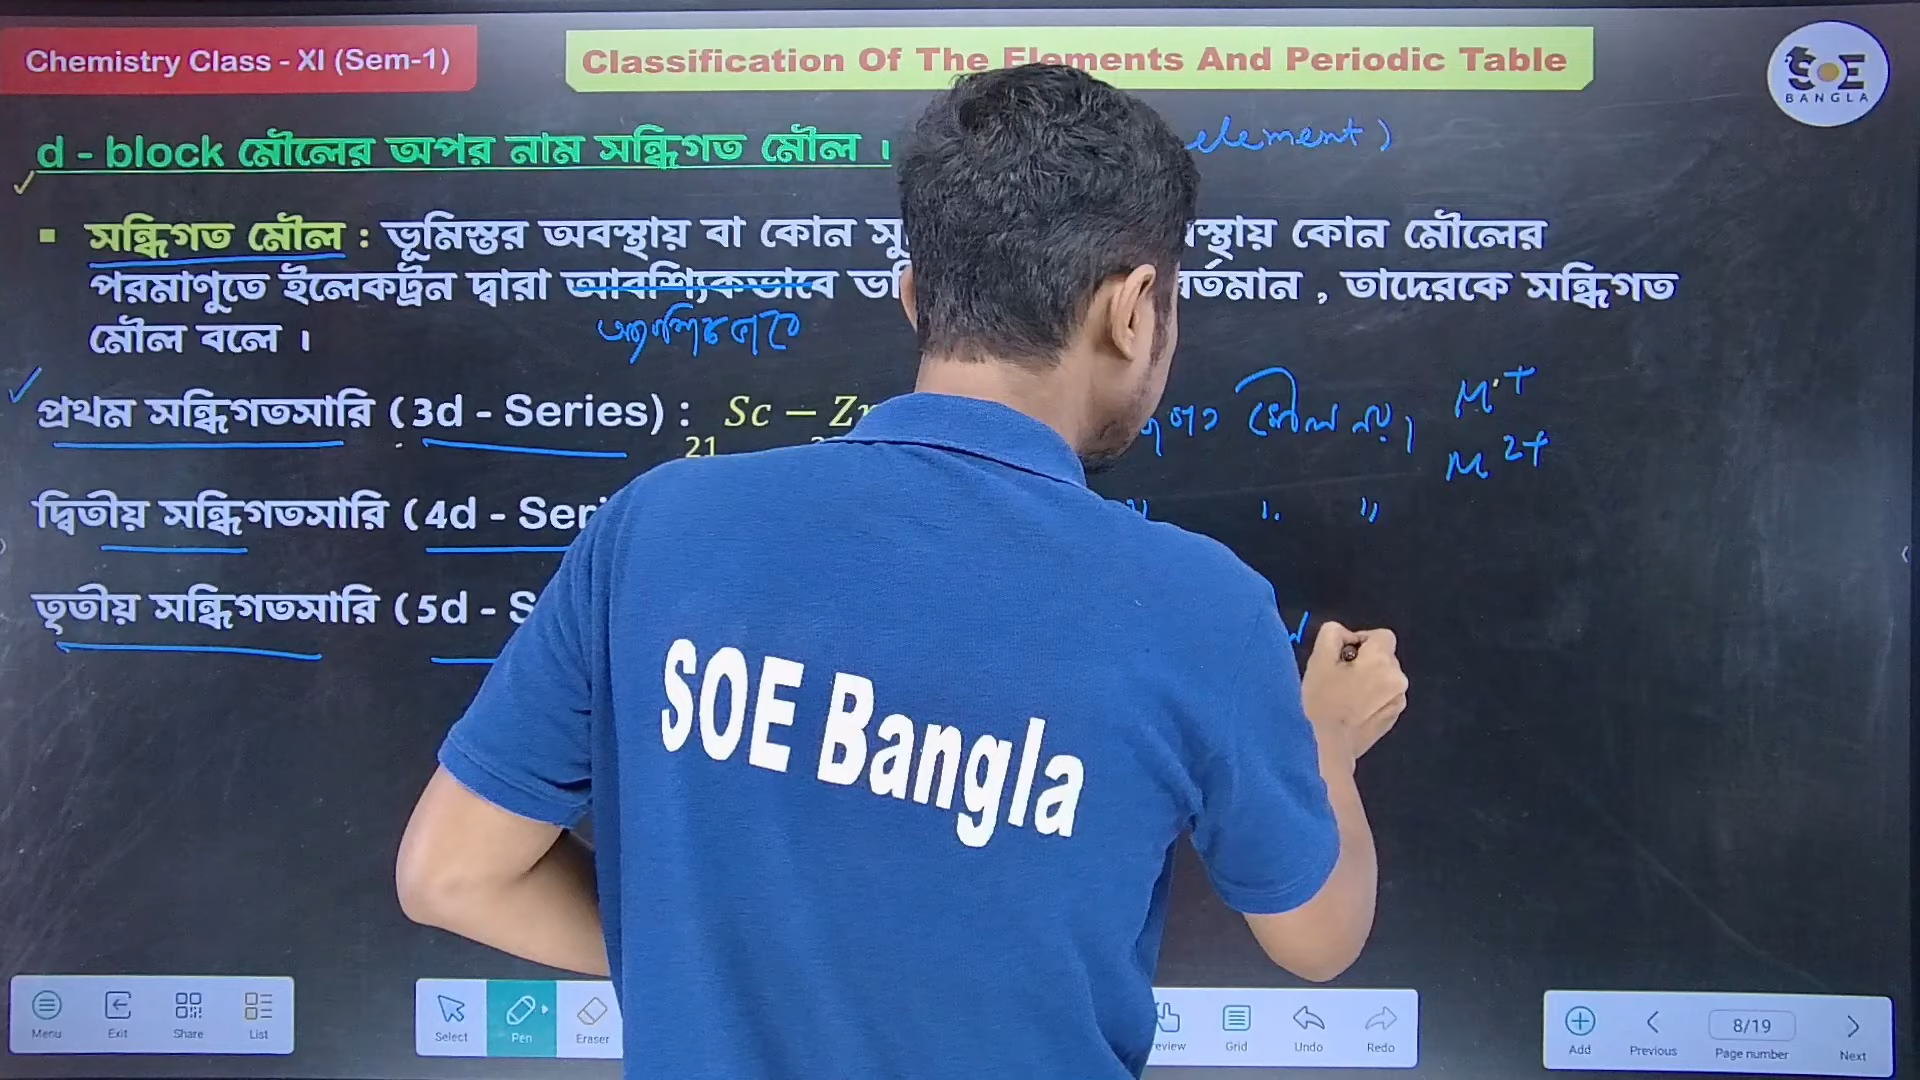 Chemistry Class - XI (Sem-1)
Classification Of The Elements And Periodic Table
SOE
BANGLA
d - block মৌলের অপর নাম সন্ধিগত মৌল ।
element)
সন্ধিগত মৌল : ভূমিস্তর অবস্থায় বা কোন সু স্থায় কোন মৌলের
পরমাণুতে ইলেকট্রন দ্বারা আবশ্যিকভাবে র্তমান , তাদেরকে সন্ধিগত
মৌল বলে ।
প্রথম সন্ধিগতসারি (3d - Series) : Sc – Zn
21
মৌল নয়।
M+
M2+
দ্বিতীয় সন্ধিগতসারি (4d - Seri
" " "
তৃতীয় সন্ধিগতসারি (5d - S
SOE Bangla
Menu
Exit
Share
List
Select
Pen
Eraser
eview
Grid
Undo
Redo
Add
Previous
8/19
Page number
Next